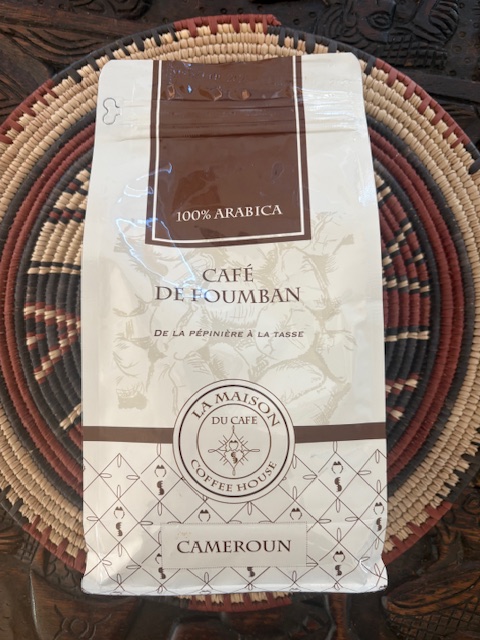 100% ARABICA
CAFÉ
DE FOUMBAN
DE LA PÉPINIÈRE À LA TASSE
LA MAISON
DU CAFE
COFFEE HOUSE
CAMEROUN